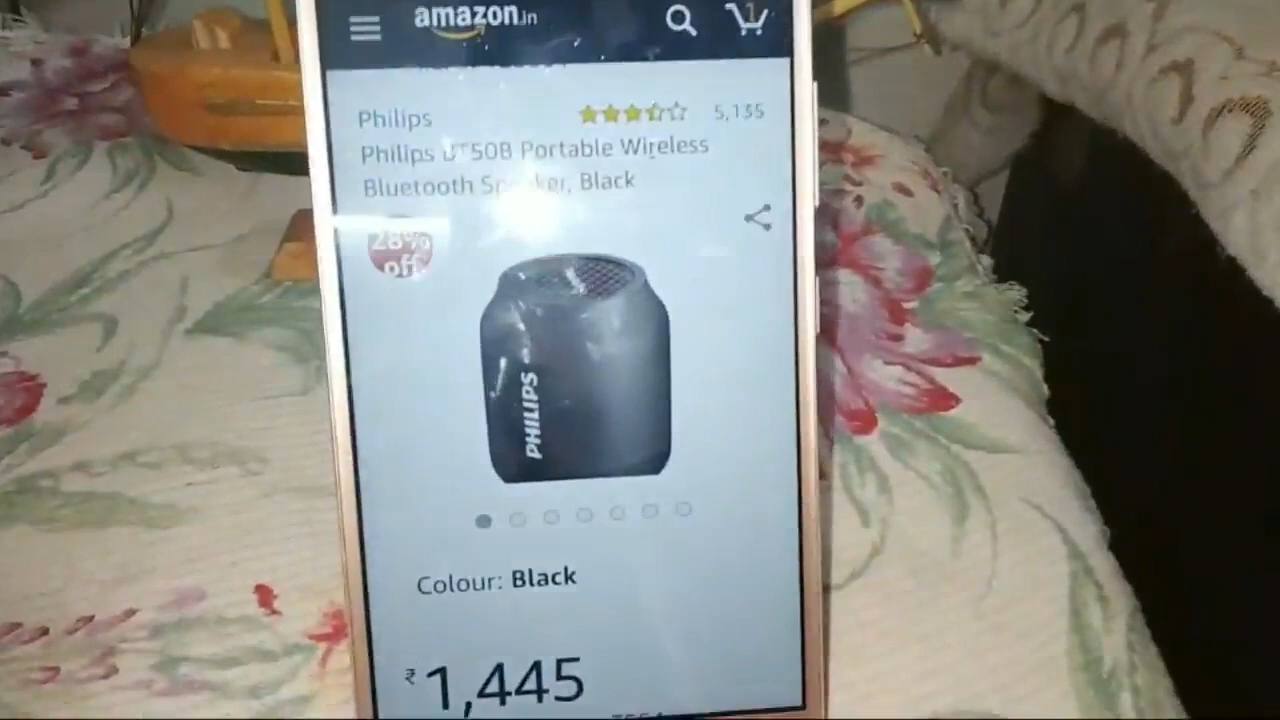 amazon.in
1
Philips 5,135
Philips BT50B Portable Wireless
Bluetooth Speaker, Black
28%
off
PHILIPS
Colour: Black
₹1,445